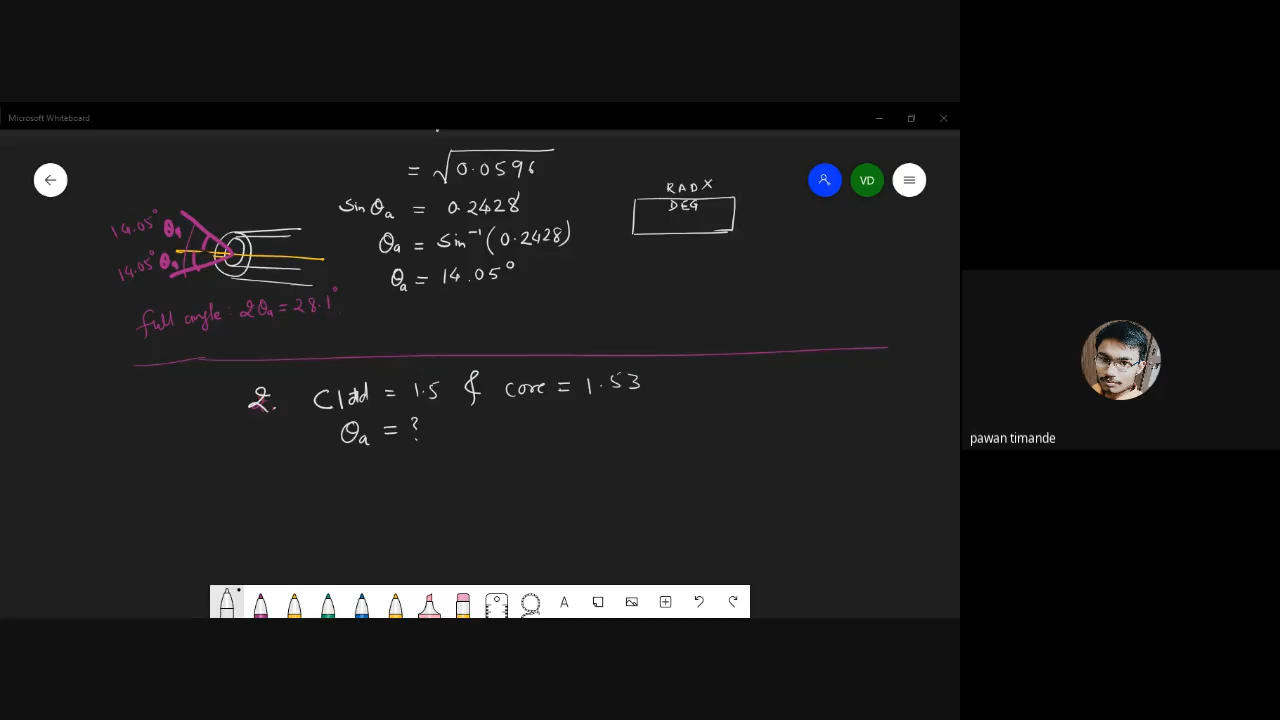 Microsoft Whiteboard
= √0.0596
sin θa = 0.2428
θa = sin⁻¹(0.2428)
θa = 14.05°
RAD X
DEG
VD
14.05° θa
14.05° θa
full angle: 2θa = 28.1°
2. Cladd = 1.5 & core = 1.53
θa = ?
pawan timande
A